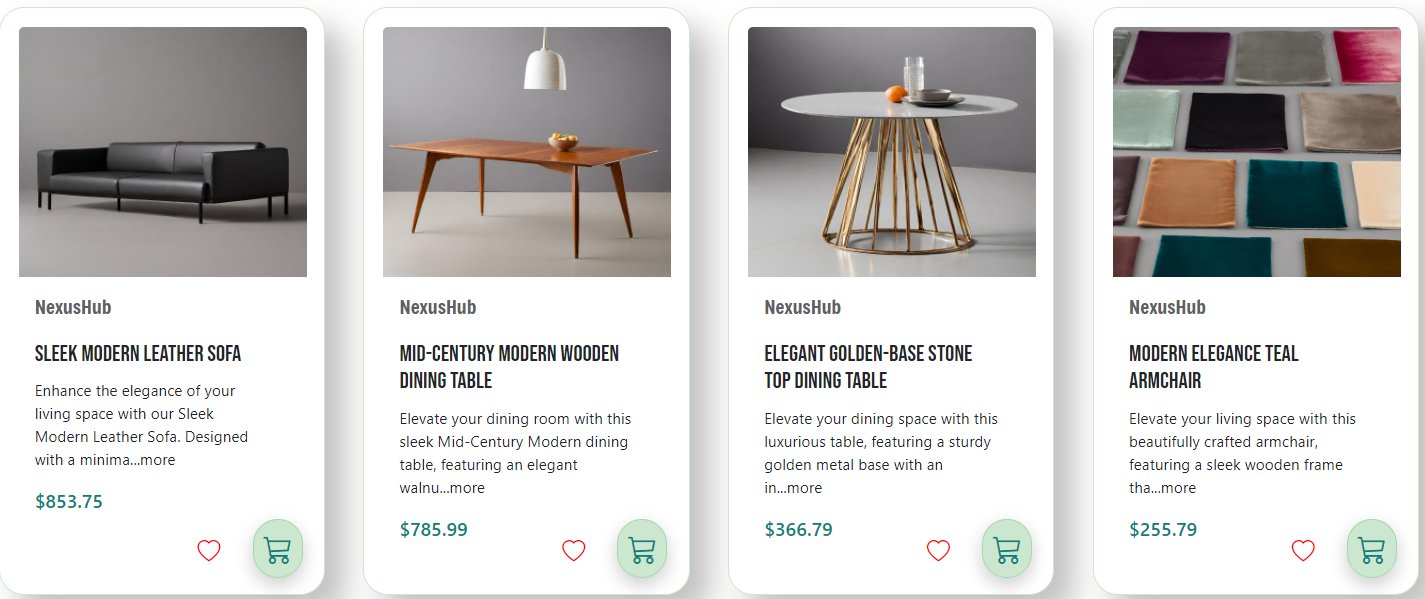 NexusHub
SLEEK MODERN LEATHER SOFA
Enhance the elegance of your
living space with our Sleek
Modern Leather Sofa. Designed
with a minima...more
$853.75
NexusHub
MID-CENTURY MODERN WOODEN
DINING TABLE
Elevate your dining room with this
sleek Mid-Century Modern dining
table, featuring an elegant
walnu...more
$785.99
NexusHub
ELEGANT GOLDEN-BASE STONE
TOP DINING TABLE
Elevate your dining space with this
luxurious table, featuring a sturdy
golden metal base with an
in...more
$366.79
NexusHub
MODERN ELEGANCE TEAL
ARMCHAIR
Elevate your living space with this
beautifully crafted armchair,
featuring a sleek wooden frame
tha...more
$255.79